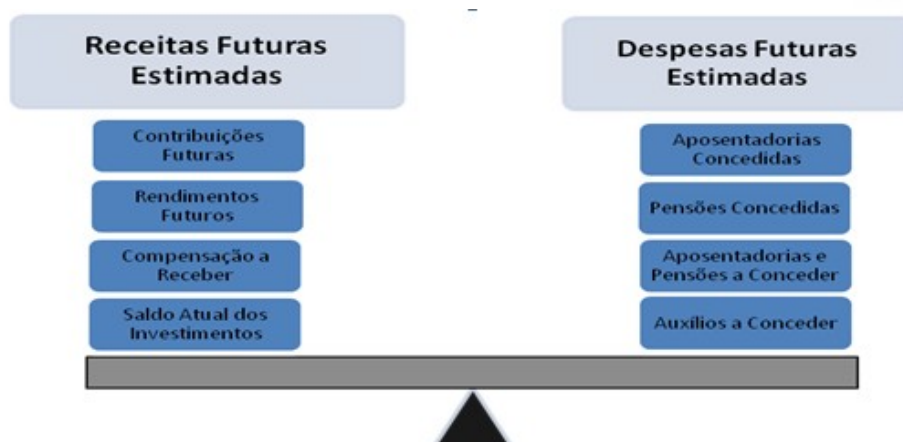 Receitas Futuras
Estimadas
Contribuições
Futuras
Rendimentos
Futuros
Compensação a
Receber
Saldo Atual dos
Investimentos
Despesas Futuras
Estimadas
Aposentadorias
Concedidas
Pensões Concedidas
Aposentadorias e
Pensões a Conceder
Auxílios a Conceder